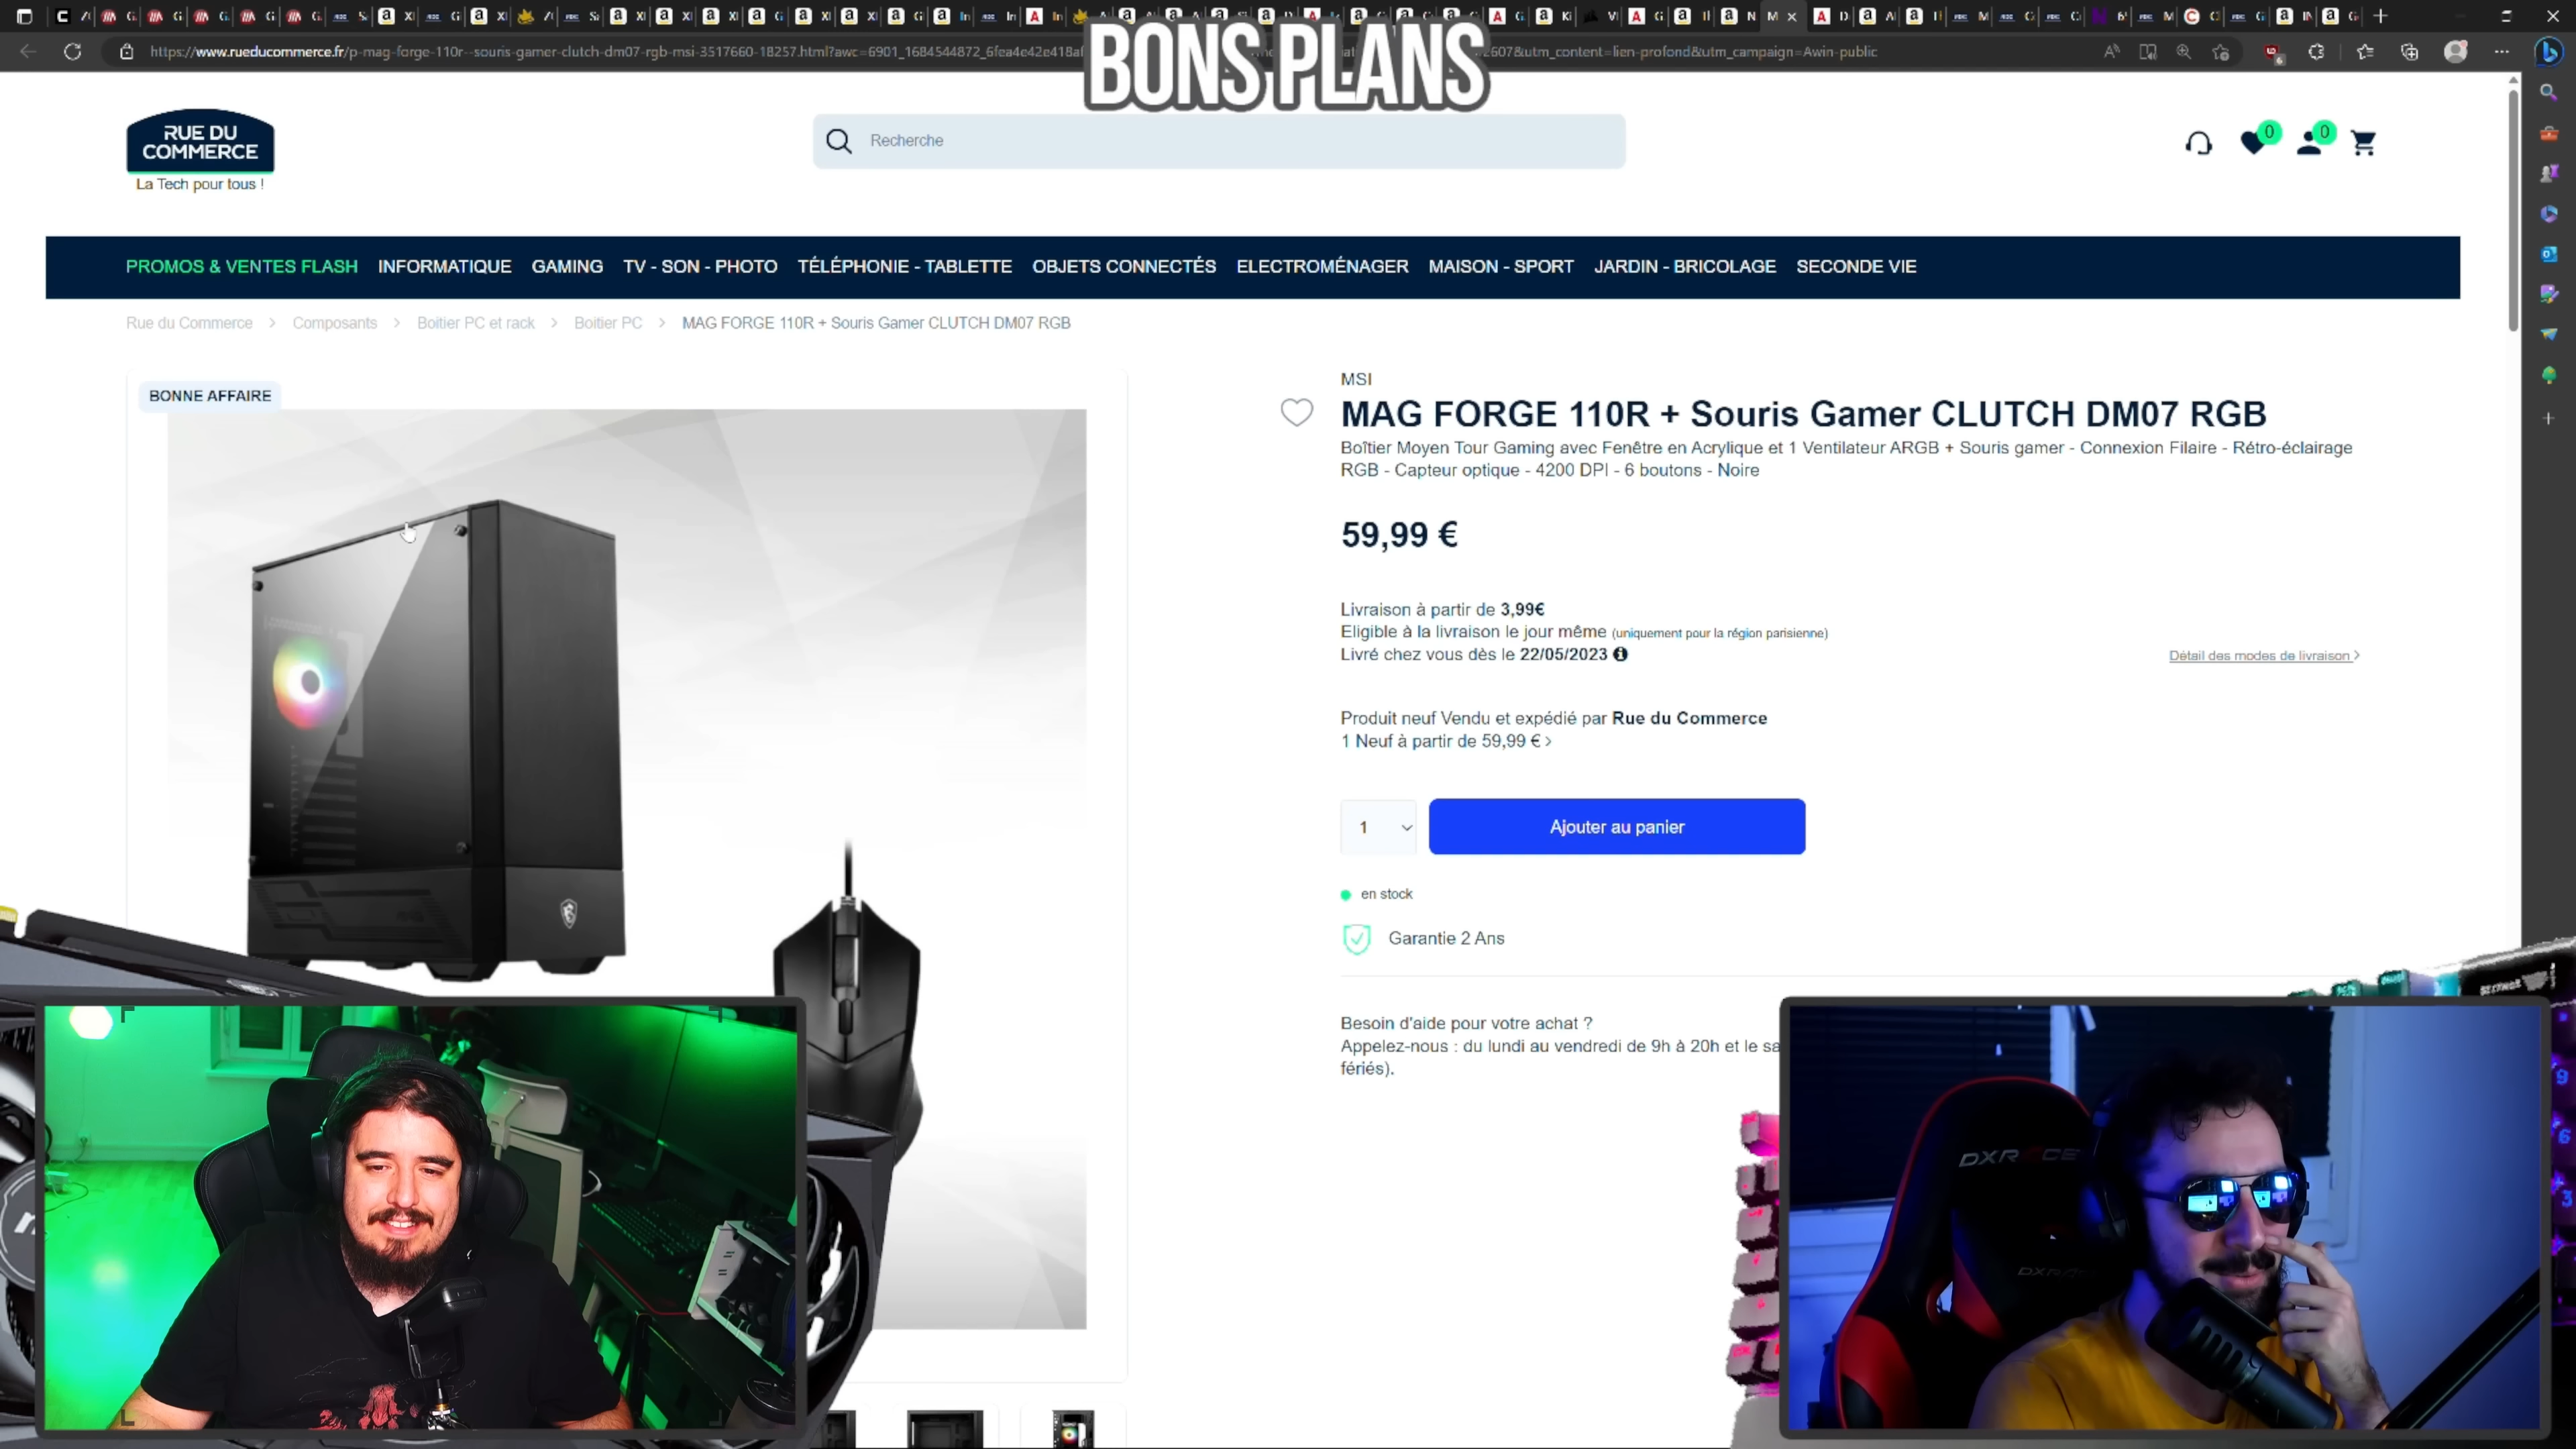 https://www.rueducommerce.fr/p-mag-forge-110r--souris-gamer-clutch-dm07-rgb-msi-3517660-18257.html?awc=6901_1684544872_
2607&utm_content=lien-profond&utm_campaign=Awin-public
BONS PLANS
RUE DU
COMMERCE
La Tech pour tous !
Recherche
0
0
PROMOS & VENTES FLASH INFORMATIQUE GAMING TV - SON - PHOTO TÉLÉPHONIE - TABLETTE OBJETS CONNECTÉS ELECTROMÉNAGER MAISON - SPORT JARDIN - BRICOLAGE SECONDE VIE
Rue du Commerce > Composants > Boitier PC et rack > Boitier PC > MAG FORGE 110R + Souris Gamer CLUTCH DM07 RGB
BONNE AFFAIRE
MSI
MAG FORGE 110R + Souris Gamer CLUTCH DM07 RGB
Boîtier Moyen Tour Gaming avec Fenêtre en Acrylique et 1 Ventilateur ARGB + Souris gamer - Connexion Filaire - Rétro-éclairage
RGB - Capteur optique - 4200 DPI - 6 boutons - Noire
59,99 €
Livraison à partir de 3,99€
Eligible à la livraison le jour même (uniquement pour la région parisienne)
Livré chez vous dès le 22/05/2023
Détail des modes de livraison >
Produit neuf Vendu et expédié par Rue du Commerce
1 Neuf à partir de 59,99 € >
1
Ajouter au panier
en stock
Garantie 2 Ans
Besoin d'aide pour votre achat ?
Appelez-nous : du lundi au vendredi de 9h à 20h et le sa
fériés).